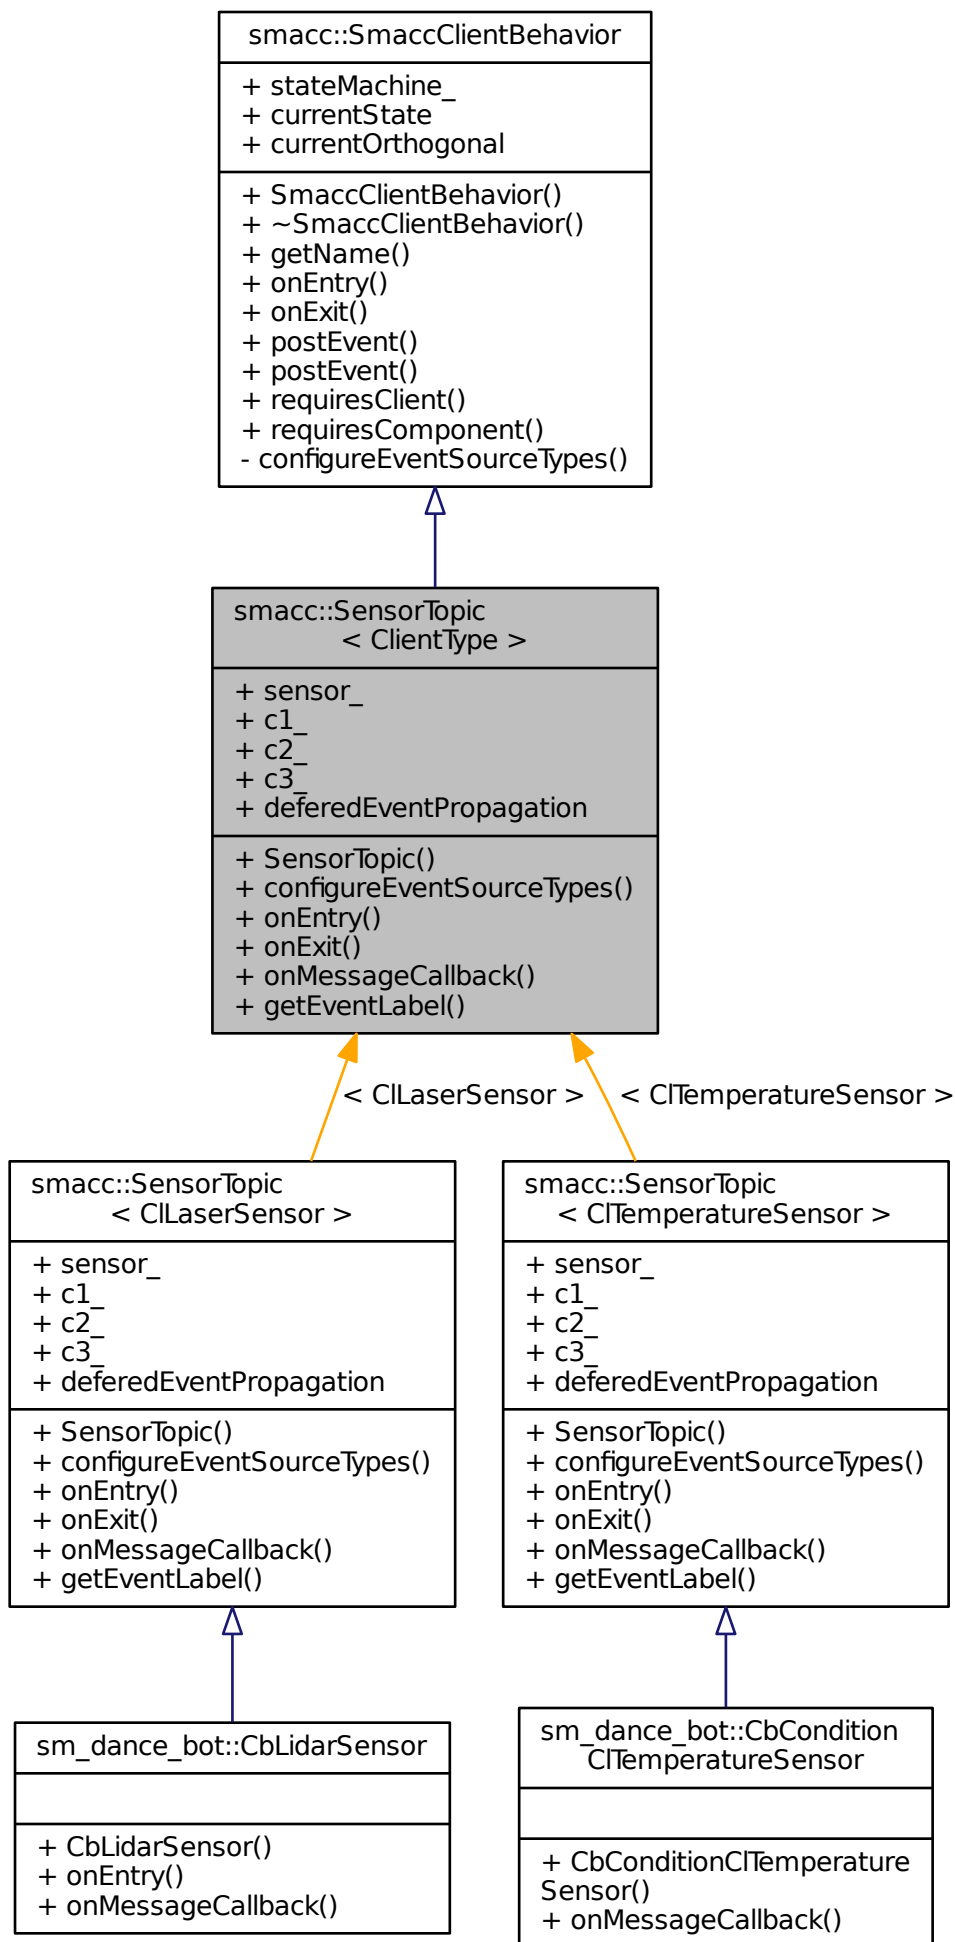 smacc::SmaccClientBehavior
+ stateMachine_
+ currentState
+ currentOrthogonal
+ SmaccClientBehavior()
+ ~SmaccClientBehavior()
+ getName()
+ onEntry()
+ onExit()
+ postEvent()
+ postEvent()
+ requiresClient()
+ requiresComponent()
- configureEventSourceTypes()
smacc::SensorTopic
< ClientType >
+ sensor_
+ c1_
+ c2_
+ c3_
+ deferedEventPropagation
+ SensorTopic()
+ configureEventSourceTypes()
+ onEntry()
+ onExit()
+ onMessageCallback()
+ getEventLabel()
< ClLaserSensor >
< ClTemperatureSensor >
smacc::SensorTopic
< ClLaserSensor >
+ sensor_
+ c1_
+ c2_
+ c3_
+ deferedEventPropagation
+ SensorTopic()
+ configureEventSourceTypes()
+ onEntry()
+ onExit()
+ onMessageCallback()
+ getEventLabel()
smacc::SensorTopic
< ClTemperatureSensor >
+ sensor_
+ c1_
+ c2_
+ c3_
+ deferedEventPropagation
+ SensorTopic()
+ configureEventSourceTypes()
+ onEntry()
+ onExit()
+ onMessageCallback()
+ getEventLabel()
sm_dance_bot::CbLidarSensor
+ CbLidarSensor()
+ onEntry()
+ onMessageCallback()
sm_dance_bot::CbCondition
ClTemperatureSensor
+ CbConditionClTemperature
Sensor()
+ onMessageCallback()